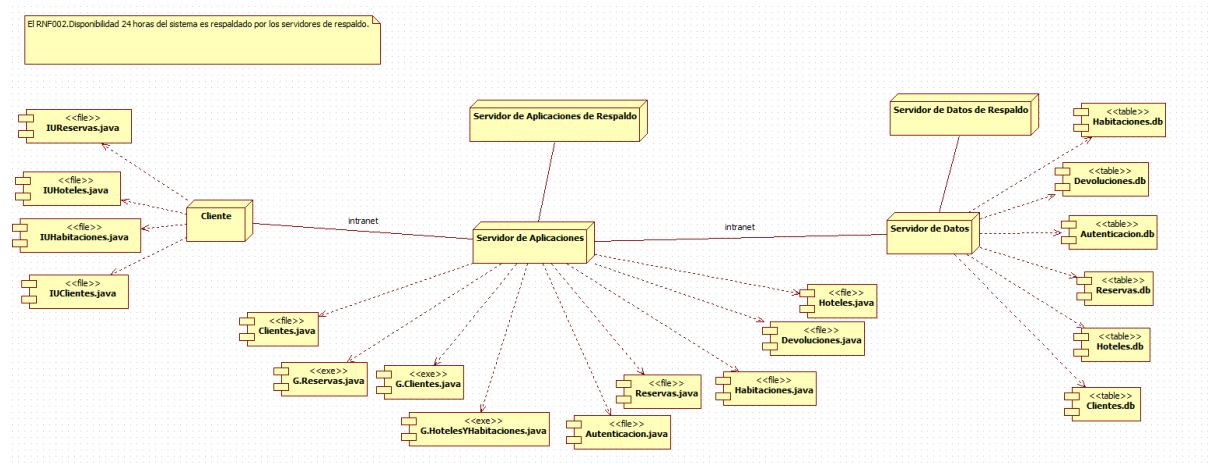 El RNF002.Disponibilidad 24 horas del sistema es respaldado por los servidores de respaldo.
Servidor de Aplicaciones de Respaldo
Servidor de Datos de Respaldo
<<file>>
IUReservas.java
<<file>>
IUHoteles.java
<<file>>
IUHabitaciones.java
<<file>>
IUClientes.java
Cliente
intranet
Servidor de Aplicaciones
intranet
Servidor de Datos
<<table>>
Habitaciones.db
<<table>>
Devoluciones.db
<<table>>
Autenticacion.db
<<table>>
Reservas.db
<<table>>
Hoteles.db
<<table>>
Clientes.db
<<file>>
Hoteles.java
<<file>>
Devoluciones.java
<<file>>
Clientes.java
<<exe>>
G.Reservas.java
<<exe>>
G.Clientes.java
<<file>>
Reservas.java
<<file>>
Habitaciones.java
<<exe>>
G.HotelesYHabitaciones.java
<<file>>
Autenticacion.java